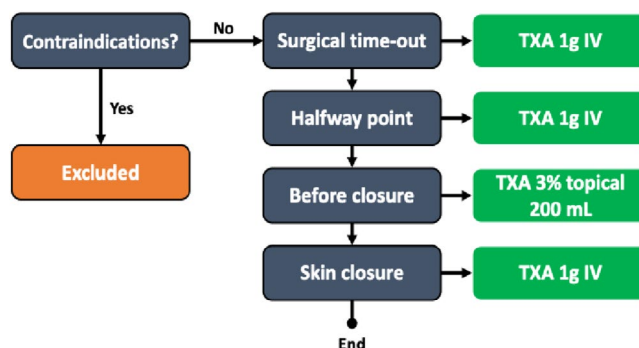 Contraindications?
No
Surgical time-out
TXA 1g IV
Yes
Halfway point
TXA 1g IV
Excluded
Before closure
TXA 3% topical
200 mL
Skin closure
TXA 1g IV
End